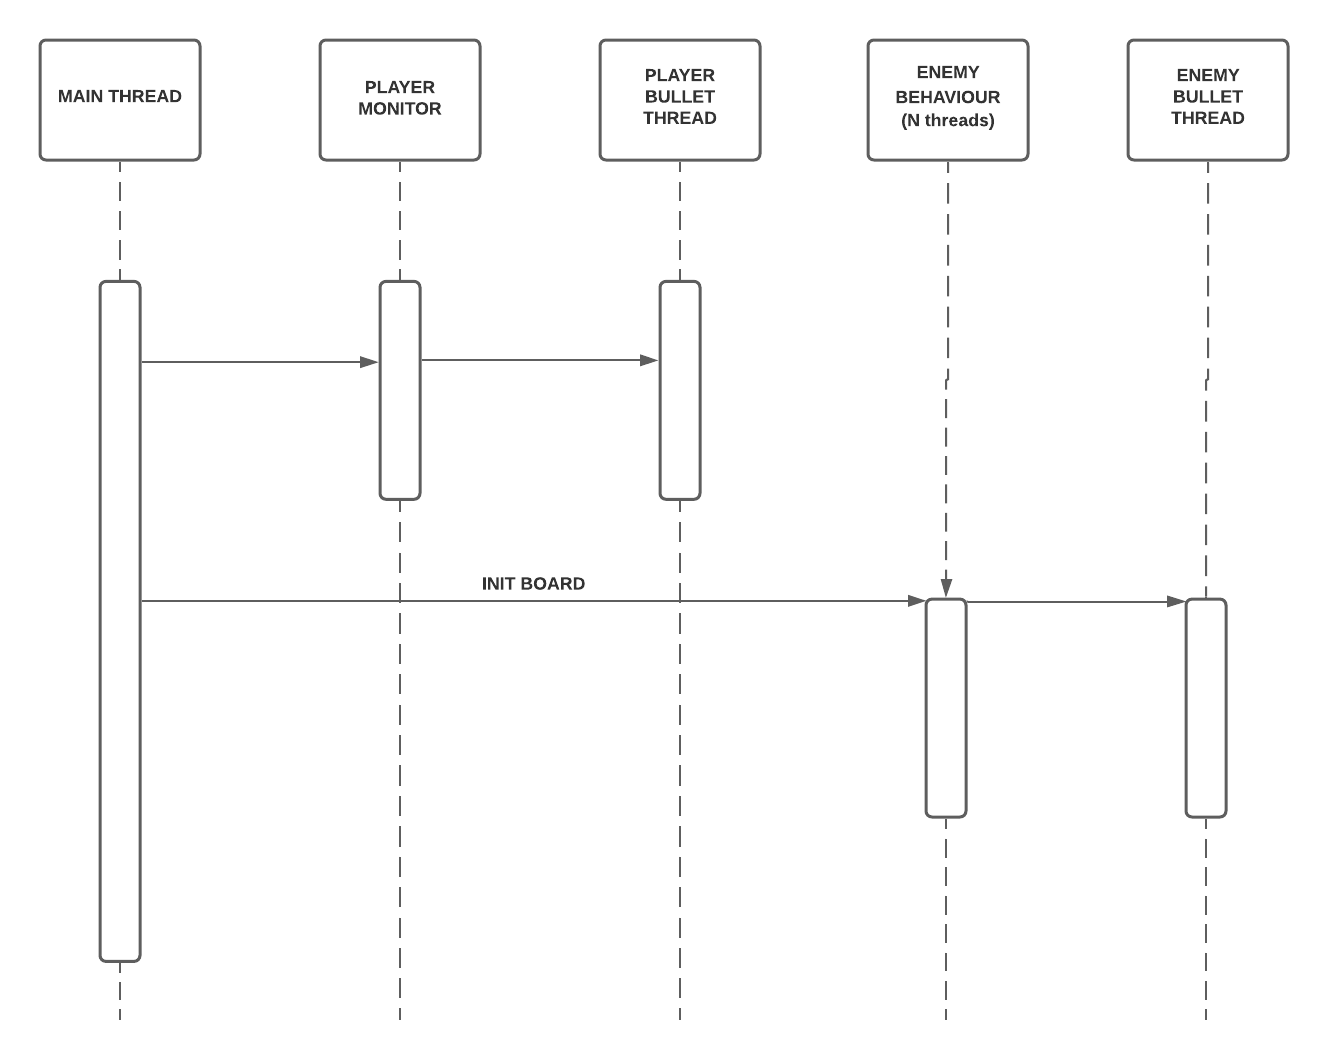 MAIN THREAD
PLAYER
MONITOR
PLAYER
BULLET
THREAD
ENEMY
BEHAVIOUR
(N threads)
ENEMY
BULLET
THREAD
INIT BOARD